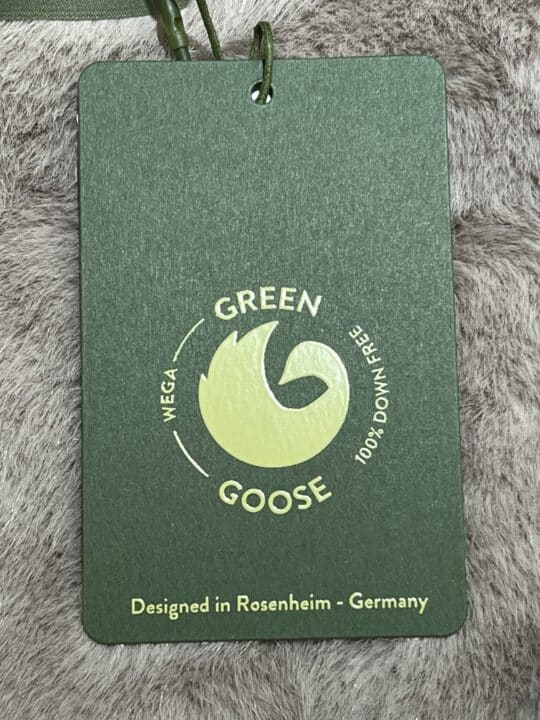 GREEN
WEGA
100% DOWN FREE
GOOSE
Designed in Rosenheim - Germany